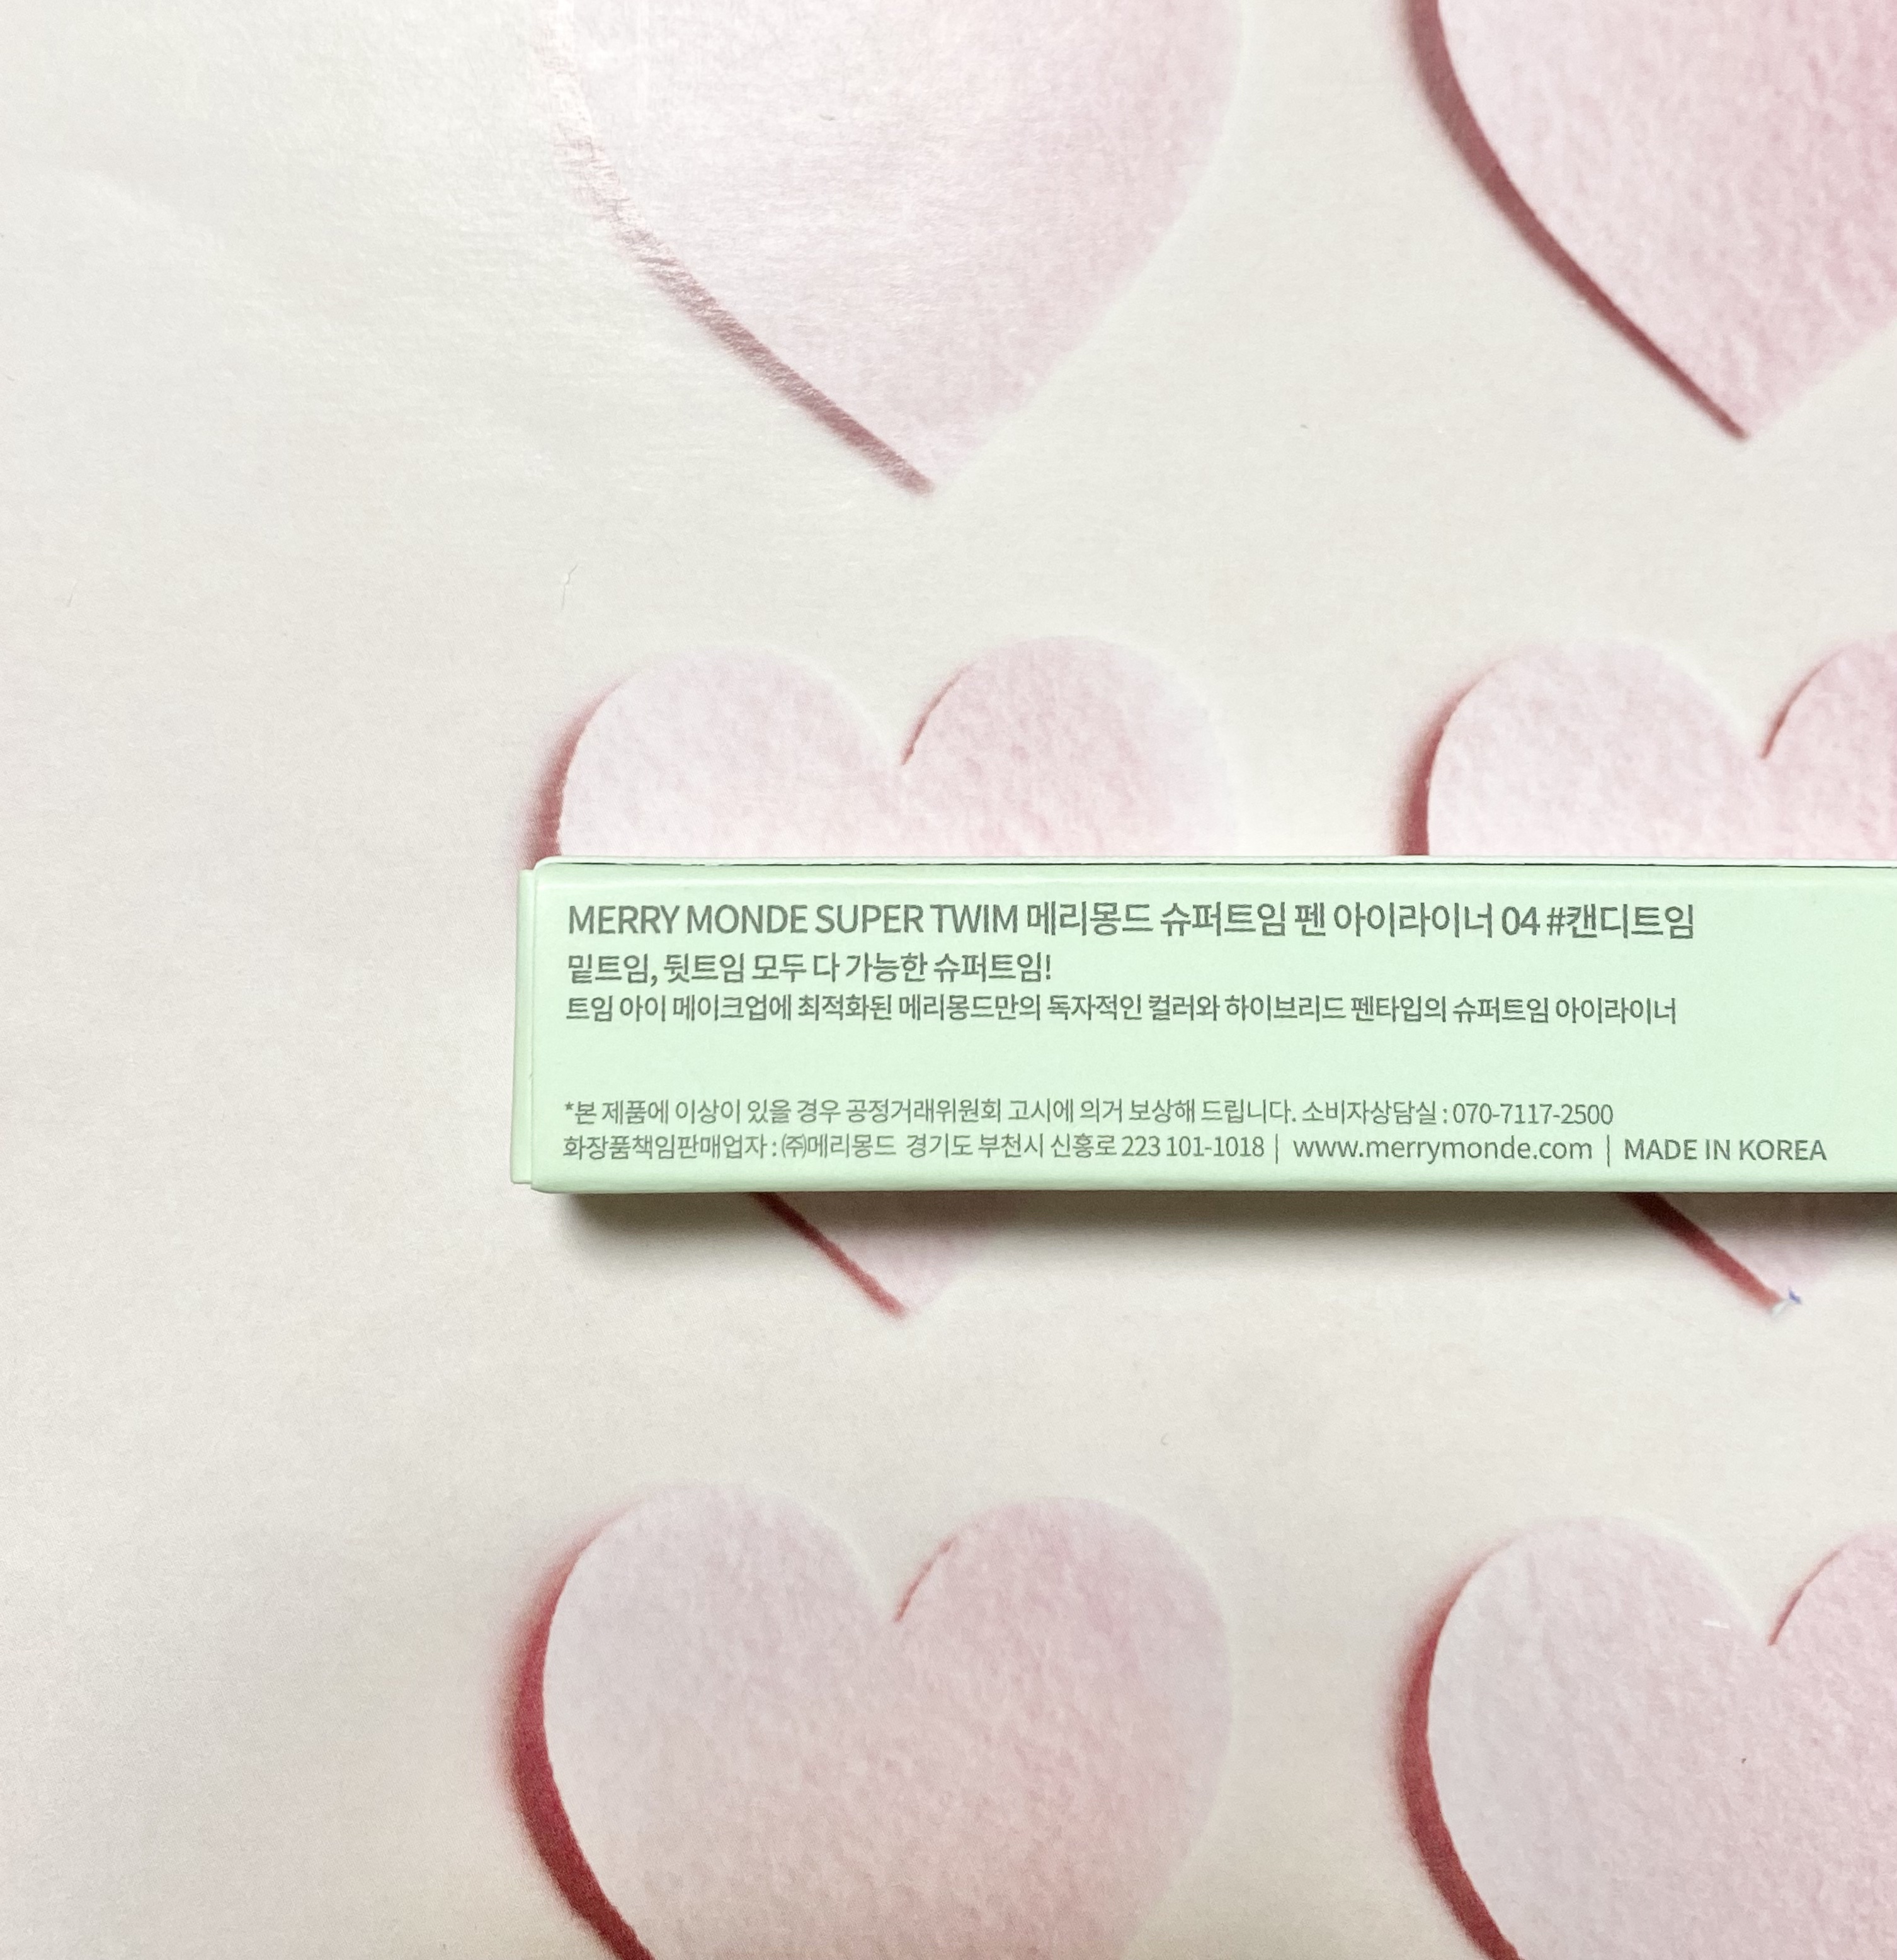 MERRY MONDE SUPER TWIM 메리몽드 슈퍼트임 펜 아이라이너 04 #캔디트임
밑트임, 뒷트임 모두 다 가능한 슈퍼트임!
트임 아이 메이크업에 최적화된 메리몽드만의 독자적인 컬러와 하이브리드 펜타입의 슈퍼트임 아이라이너
*본 제품에 이상이 있을 경우 공정거래위원회 고시에 의거 보상해 드립니다. 소비자상담실 : 070-7117-2500
화장품책임판매업자 : ㈜메리몽드 경기도 부천시 신흥로 223 101-1018 | www.merrymonde.com | MADE IN KOREA